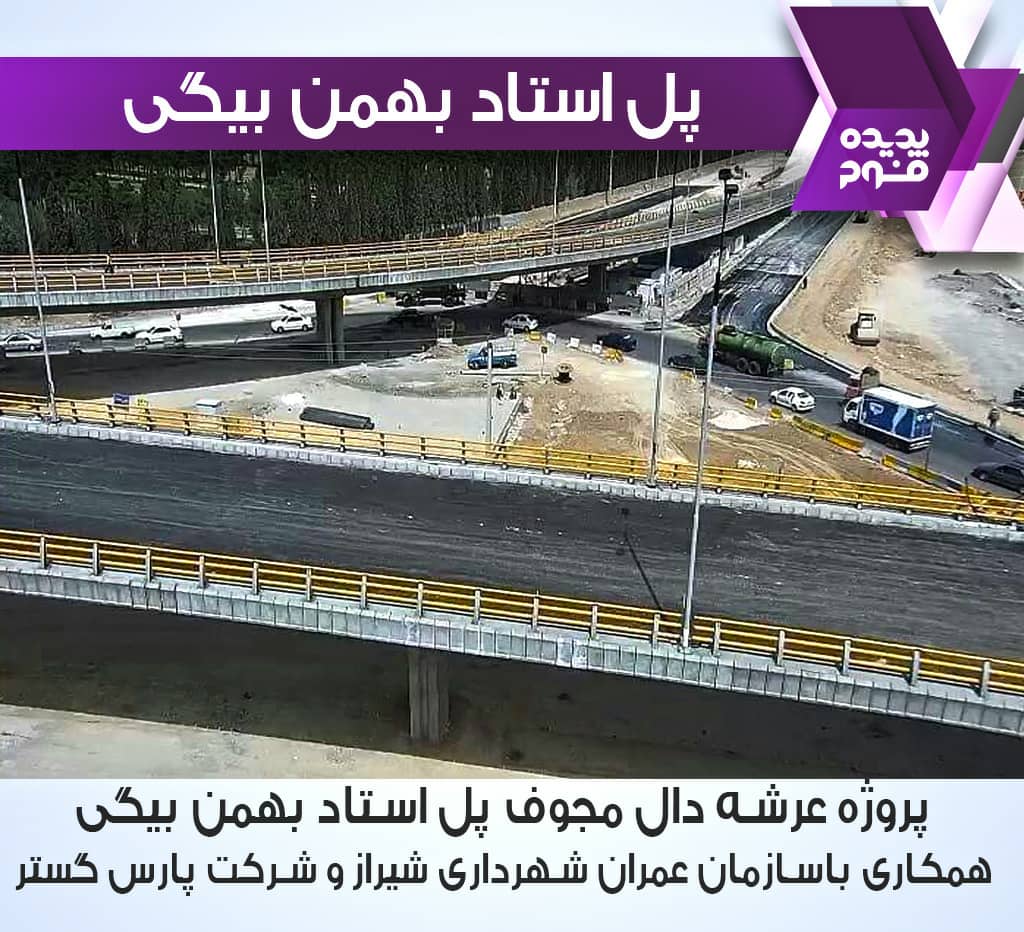 پل استاد بهمن بیگی
پدیده
فنوج
پروژه عرشه دال مجوف پل استاد بهمن بیگی
همکاری باسازمان عمران شهرداری شیراز و شرکت پارس گستر